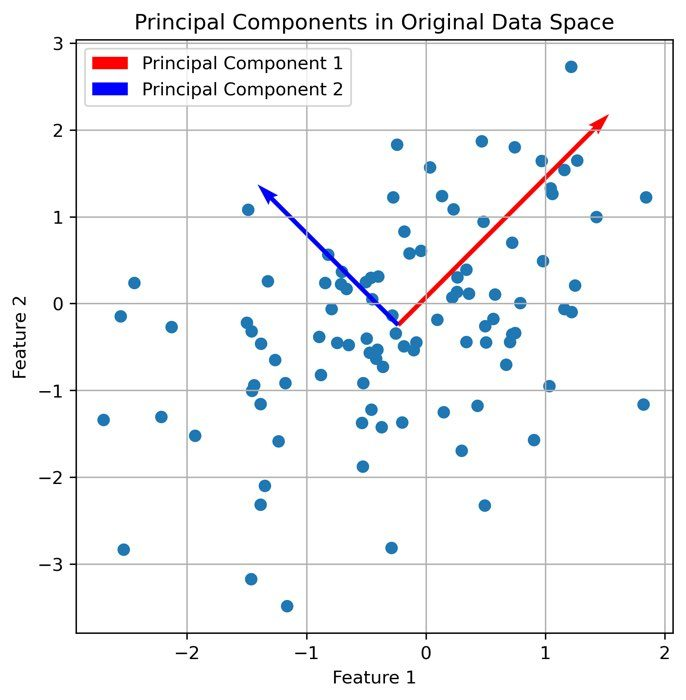 Principal Components in Original Data Space
Principal Component 1
Principal Component 2
3
2
1
0
−1
−2
−3
Feature 2
−2
−1
0
1
2
Feature 1